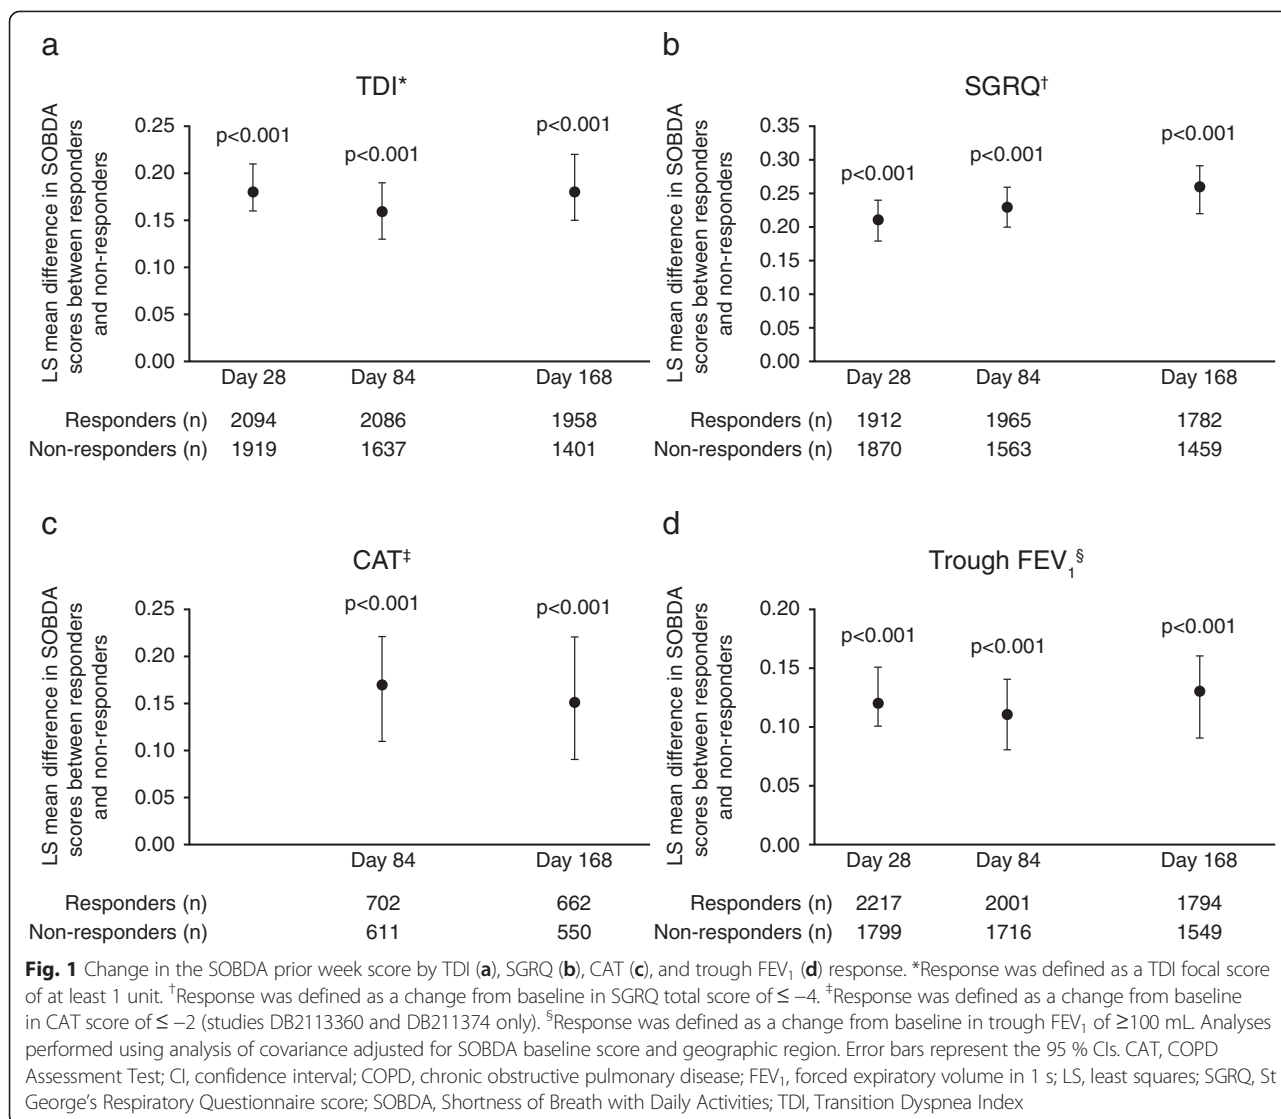 a
TDI*
LS mean difference in SOBDA
scores between responders
and non-responders
0.25
0.20
0.15
0.10
0.05
0.00
p<0.001
p<0.001
p<0.001
Day 28 Day 84 Day 168
Responders (n) 2094 2086 1958
Non-responders (n) 1919 1637 1401
b
SGRQ†
LS mean difference in SOBDA
scores between responders
and non-responders
0.35
0.30
0.25
0.20
0.15
0.10
0.05
0.00
p<0.001
p<0.001
p<0.001
Day 28 Day 84 Day 168
Responders (n) 1912 1965 1782
Non-responders (n) 1870 1563 1459
c
CAT‡
LS mean difference in SOBDA
scores between responders
and non-responders
0.25
0.20
0.15
0.10
0.05
0.00
p<0.001
p<0.001
Day 84 Day 168
Responders (n) 702 662
Non-responders (n) 611 550
d
Trough FEV₁§
LS mean difference in SOBDA
scores between responders
and non-responders
0.20
0.15
0.10
0.05
0.00
p<0.001
p<0.001
p<0.001
Day 28 Day 84 Day 168
Responders (n) 2217 2001 1794
Non-responders (n) 1799 1716 1549
Fig. 1 Change in the SOBDA prior week score by TDI (a), SGRQ (b), CAT (c), and trough FEV₁ (d) response. *Response was defined as a TDI focal score
of at least 1 unit. †Response was defined as a change from baseline in SGRQ total score of ≤ −4. ‡Response was defined as a change from baseline
in CAT score of ≤ −2 (studies DB2113360 and DB211374 only). §Response was defined as a change from baseline in trough FEV₁ of ≥100 mL. Analyses
performed using analysis of covariance adjusted for SOBDA baseline score and geographic region. Error bars represent the 95 % CIs. CAT, COPD
Assessment Test; CI, confidence interval; COPD, chronic obstructive pulmonary disease; FEV₁, forced expiratory volume in 1 s; LS, least squares; SGRQ, St
George's Respiratory Questionnaire score; SOBDA, Shortness of Breath with Daily Activities; TDI, Transition Dyspnea Index